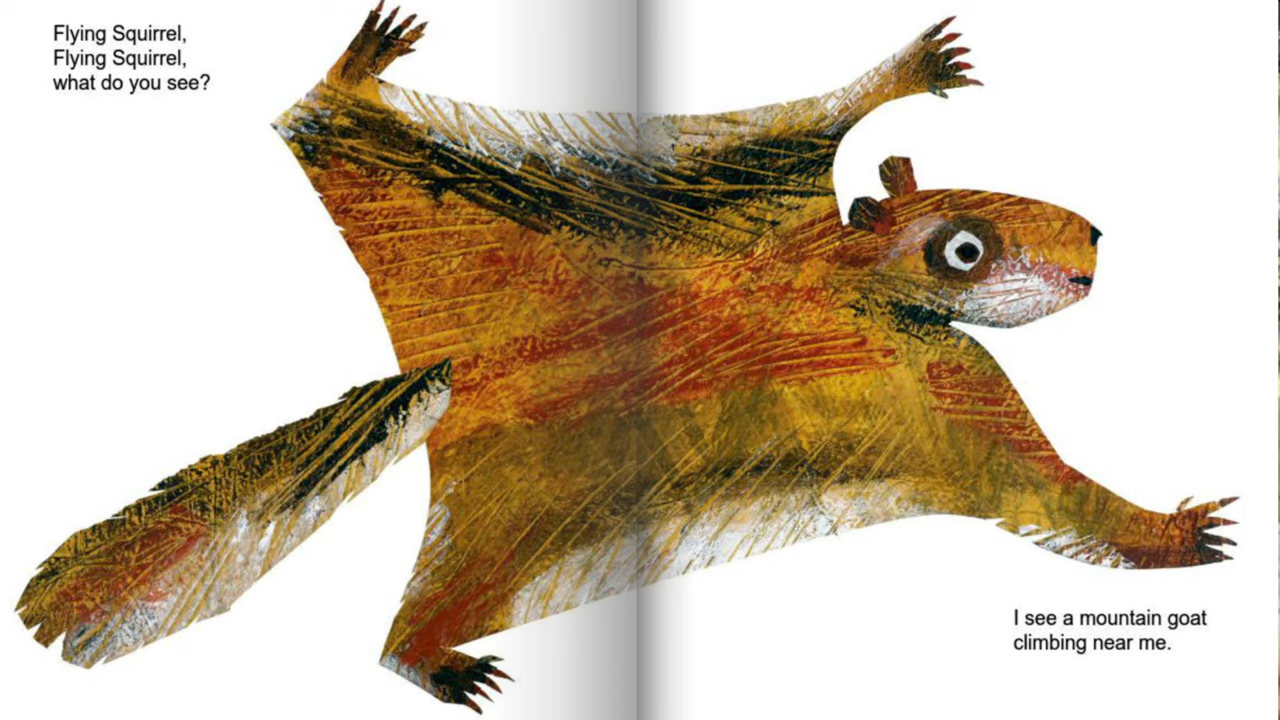 Flying Squirrel,
Flying Squirrel,
what do you see?
I see a mountain goat
climbing near me.